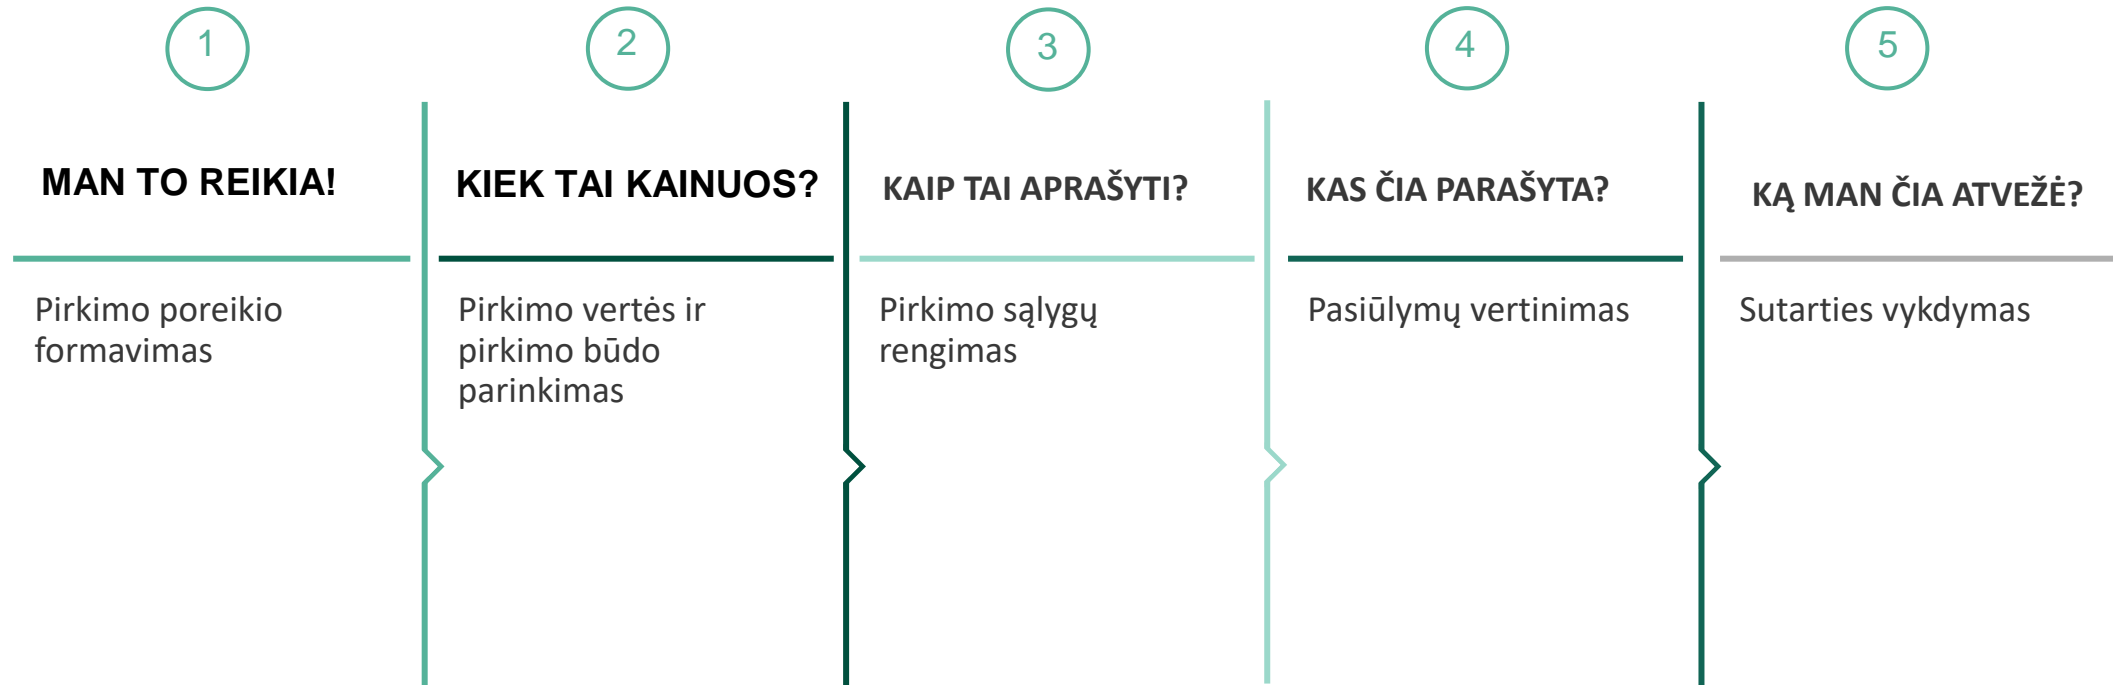 1
MAN TO REIKIA!
Pirkimo poreikio
formavimas
2
KIEK TAI KAINUOS?
Pirkimo vertės ir
pirkimo būdo
parinkimas
3
KAIP TAI APRAŠYTI?
Pirkimo sąlygų
rengimas
4
KAS ČIA PARAŠYTA?
Pasiūlymų vertinimas
5
KĄ MAN ČIA ATVEŽĖ?
Sutarties vykdymas